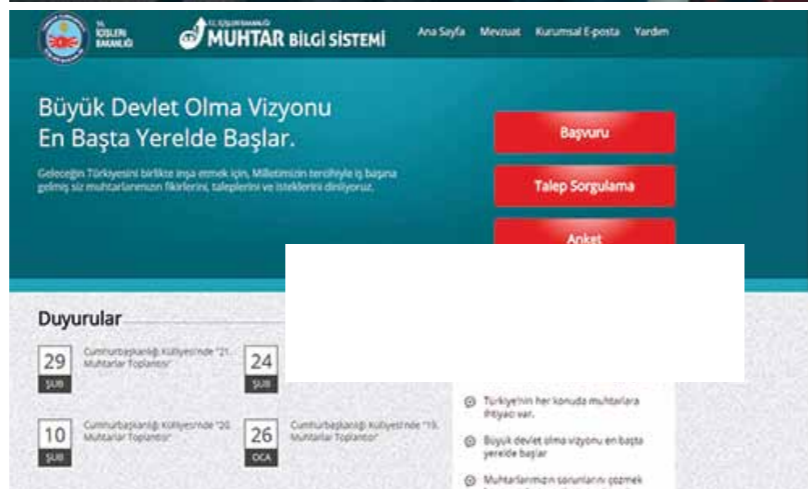 T.C.
İÇİŞLERİ
BAKANLIĞI
T.C. İÇİŞLERİ BAKANLIĞI
MUHTAR BİLGİ SİSTEMİ
Ana Sayfa Mevzuat Kurumsal E-posta Yardım
Büyük Devlet Olma Vizyonu
En Başta Yerelde Başlar.
Geleceğin Türkiyesini birlikte inşa etmek için, Milletimizin tercihiyle iş başına
gelmiş siz muhtarlarımızın fikirlerini, taleplerini ve isteklerini dinliyoruz.
Başvuru
Talep Sorgulama
Anket
Duyurular
29
ŞUB
Cumhurbaşkanlığı Külliyesi'nde "21.
Muhtarlar Toplantısı"
24
ŞUB
10
ŞUB
Cumhurbaşkanlığı Külliyesi'nde "20.
Muhtarlar Toplantısı"
26
OCA
Cumhurbaşkanlığı Külliyesi'nde "19.
Muhtarlar Toplantısı"
Türkiye'nin her konuda muhtarlara
ihtiyacı var.
Büyük devlet olma vizyonu en başta
yerelde başlar
Muhtarlarımızın sorunlarını çözmek